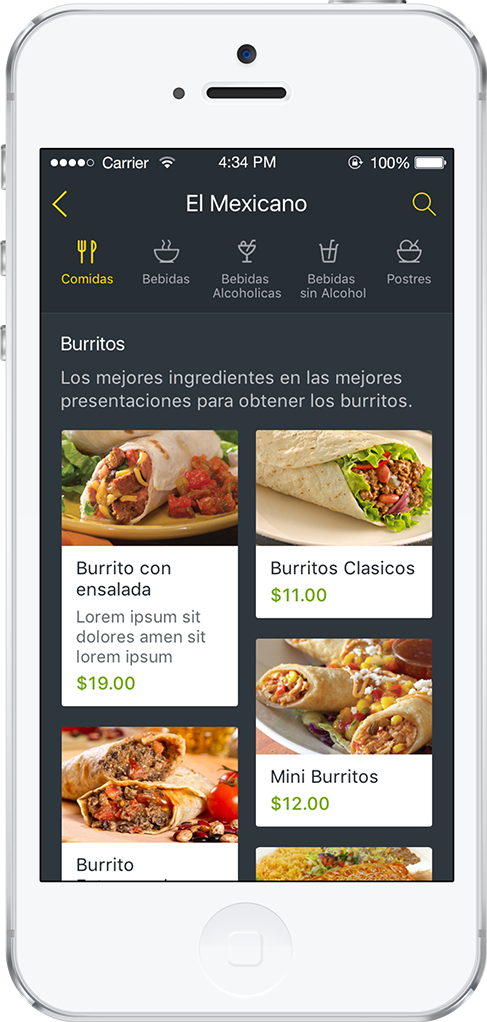 Carrier 4:34 PM 100%
El Mexicano
Comidas
Bebidas
Bebidas
Alcoholicas
Bebidas
sin Alcohol
Postres
Burritos
Los mejores ingredientes en las mejores
presentaciones para obtener los burritos.
Burrito con
ensalada
Lorem ipsum sit
dolores amen sit
lorem ipsum
$19.00
Burritos Clasicos
$11.00
Mini Burritos
$12.00
Burrito